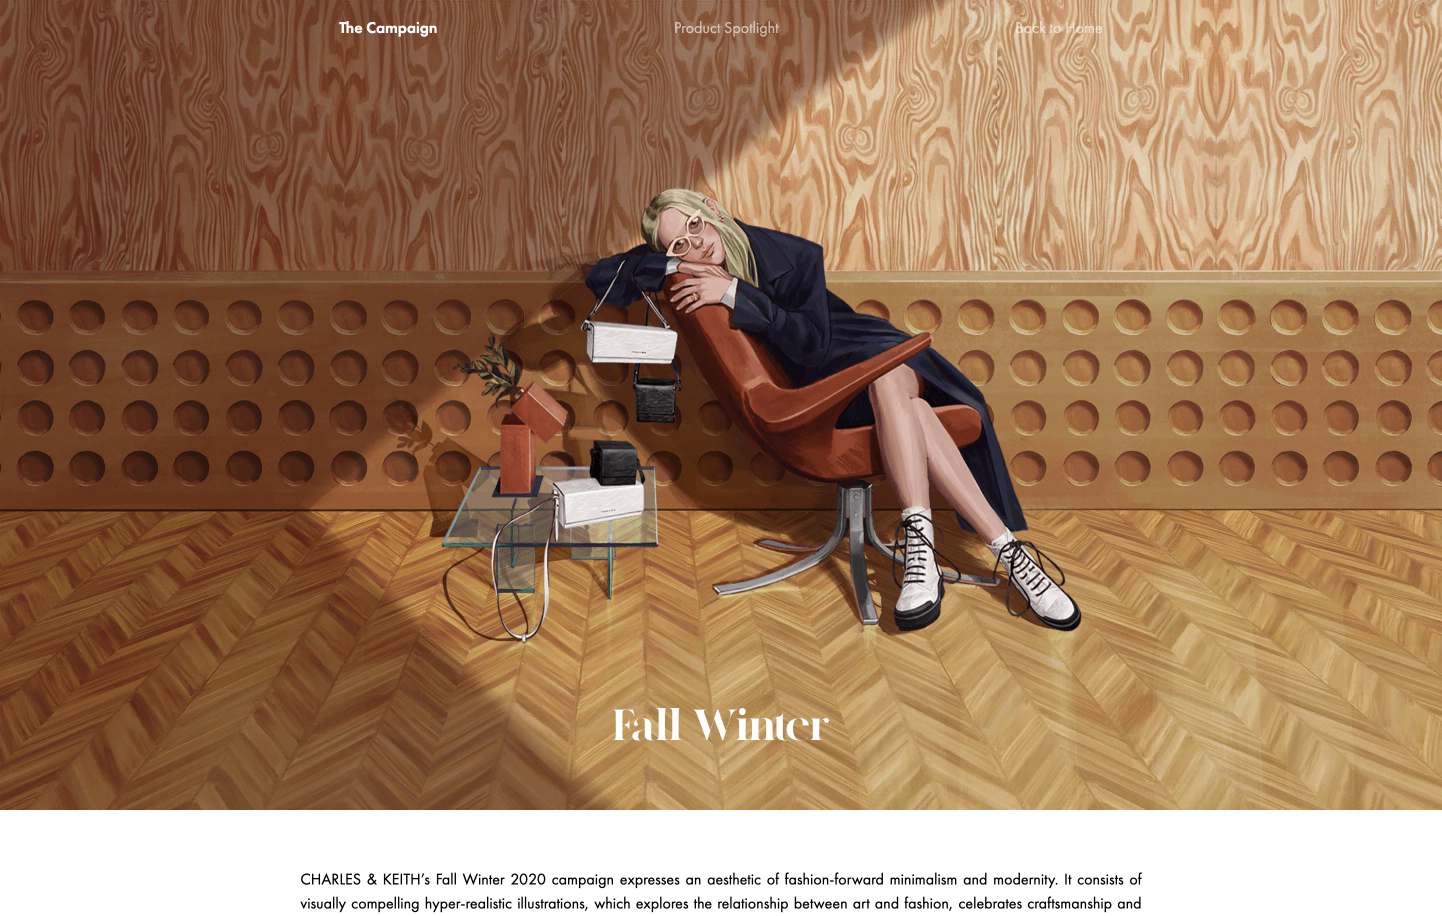 The Campaign
Product Spotlight
Back to Home
Fall Winter
CHARLES & KEITH’s Fall Winter 2020 campaign expresses an aesthetic of fashion-forward minimalism and modernity. It consists of
visually compelling hyper-realistic illustrations, which explores the relationship between art and fashion, celebrates craftsmanship and